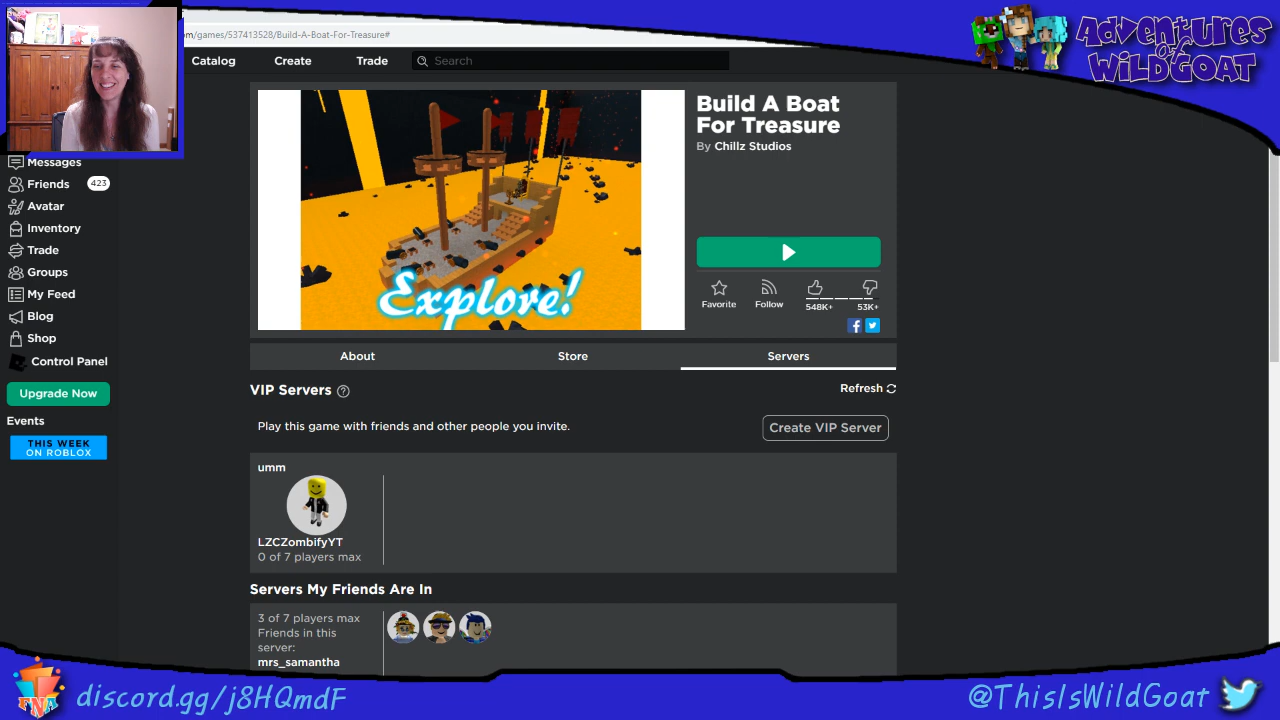 om/games/537413528/Build-A-Boat-For-Treasure#
Adventures
of
WildGoat
Catalog
Create
Trade
Search
Messages
Friends
423
Avatar
Inventory
Trade
Groups
My Feed
Blog
Shop
Control Panel
Upgrade Now
Events
THIS WEEK
ON ROBLOX
Explore!
Build A Boat
For Treasure
By Chillz Studios
Favorite
Follow
548K+
53K+
About
Store
Servers
VIP Servers
Refresh
Play this game with friends and other people you invite.
Create VIP Server
umm
LZCZombifyYT
0 of 7 players max
Servers My Friends Are In
3 of 7 players max
Friends in this
server:
mrs_samantha
FNA
discord.gg/j8HQmdF
@ThisIsWildGoat